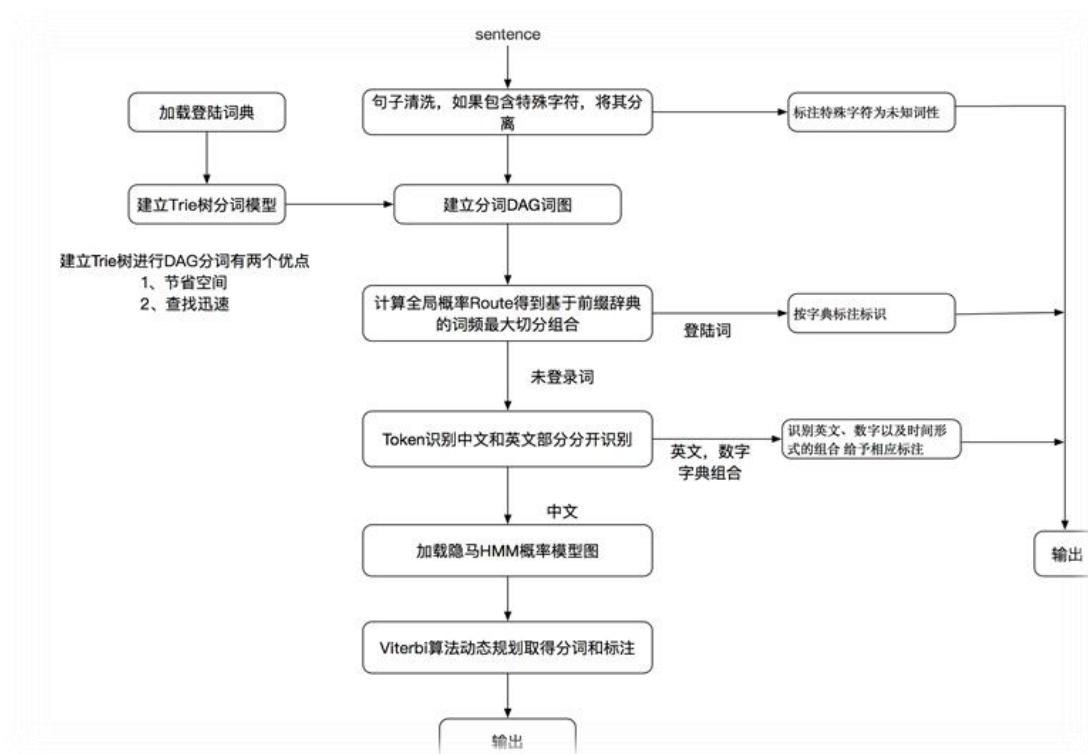 sentence
加载登陆词典
句子清洗，如果包含特殊字符，将其分
离
标注特殊字符为未知词性
建立Trie树分词模型
建立分词DAG词图
建立Trie树进行DAG分词有两个优点
1、节省空间
2、查找迅速
计算全局概率Route得到基于前缀辞典
的词频最大切分组合
登陆词
按字典标注标识
未登录词
Token识别中文和英文部分分开识别
英文，数字
字典组合
识别英文、数字以及时间形
式的组合 给予相应标注
中文
加载隐马HMM概率模型图
输出
Viterbi算法动态规划取得分词和标注
输出